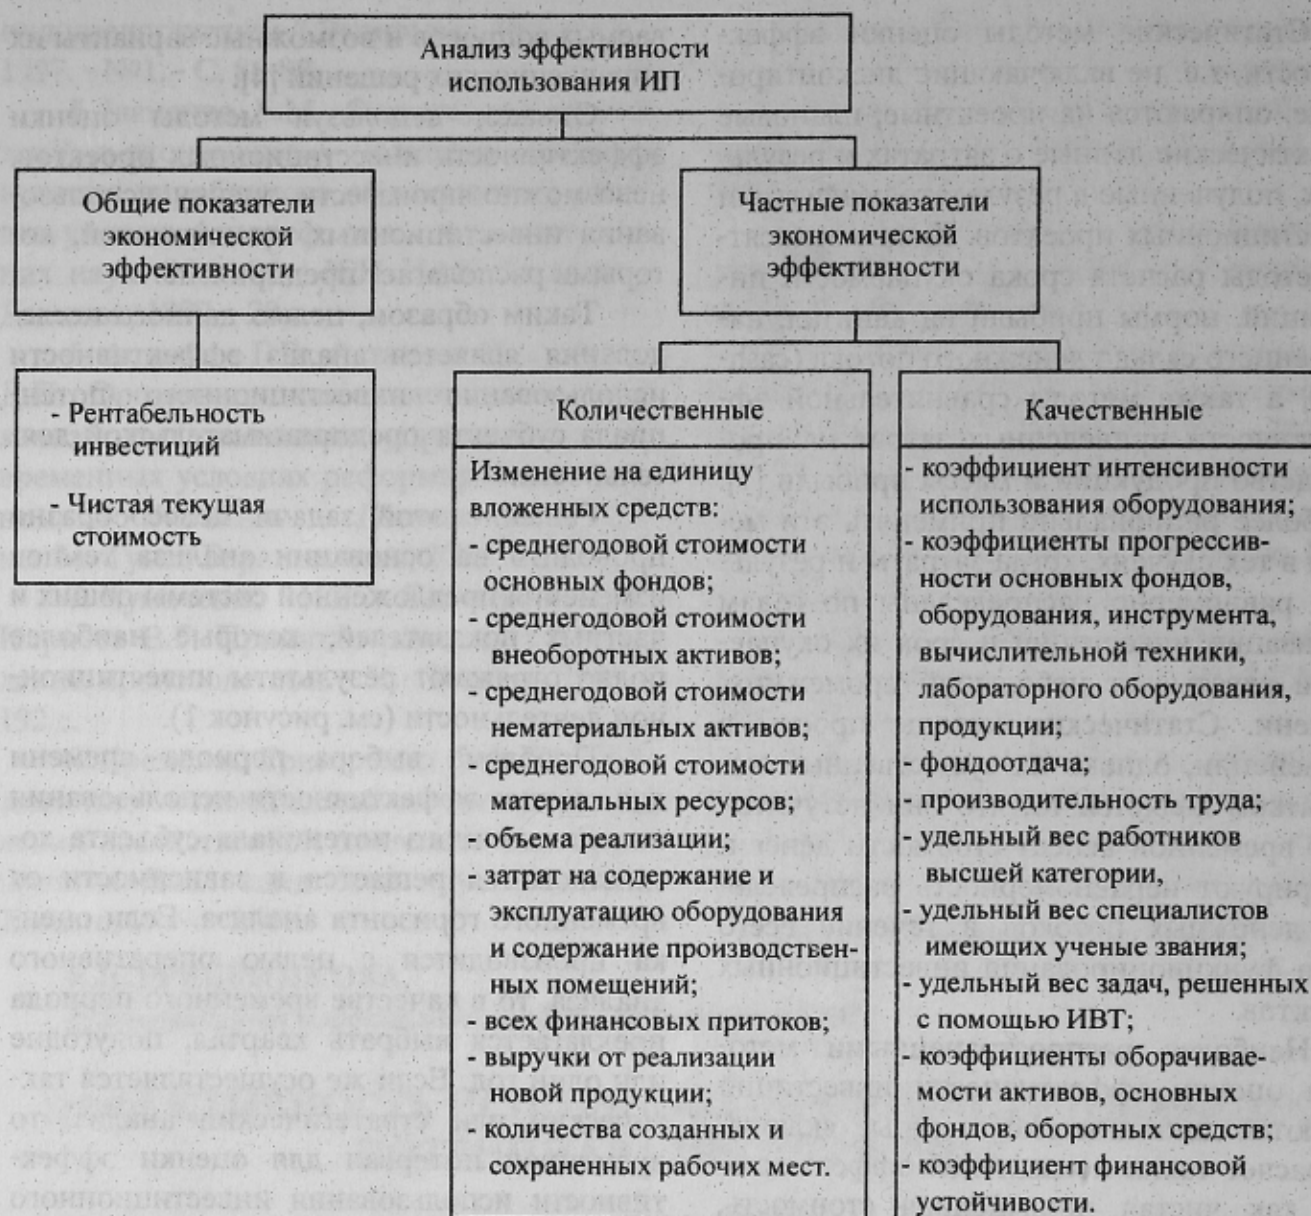 Анализ эффективности
использования ИП
Общие показатели
экономической
эффективности
Частные показатели
экономической
эффективности
- Рентабельность
инвестиций
- Чистая текущая
стоимость
Количественные
Изменение на единицу
вложенных средств:
- среднегодовой стоимости
основных фондов;
- среднегодовой стоимости
внеоборотных активов;
- среднегодовой стоимости
нематериальных активов;
- среднегодовой стоимости
материальных ресурсов;
- объема реализации;
- затрат на содержание и
эксплуатацию оборудования
и содержание производствен-
ных помещений;
- всех финансовых притоков;
- выручки от реализации
новой продукции;
- количества созданных и
сохраненных рабочих мест.
Качественные
- коэффициент интенсивности
использования оборудования;
- коэффициенты прогрессив-
ности основных фондов,
оборудования, инструмента,
вычислительной техники,
лабораторного оборудования,
продукции;
- фондоотдача;
- производительность труда;
- удельный вес работников
высшей категории,
- удельный вес специалистов
имеющих ученые звания;
- удельный вес задач, решенных
с помощью ИВТ;
- коэффициенты оборачивае-
мости активов, основных
фондов, оборотных средств;
- коэффициент финансовой
устойчивости.